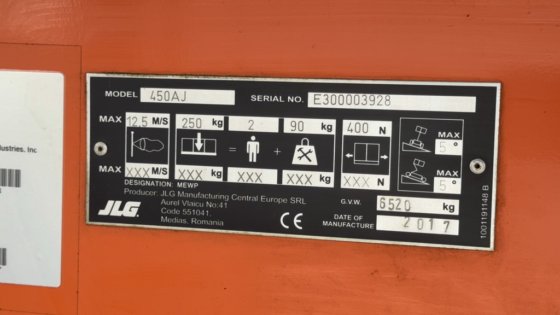 MODEL 450AJ SERIAL NO. E300003928
MAX 12.5 M/S 250 kg 2 90 kg 400 N MAX 5°
= +
MAX XXX M/S XXX kg XXX XXX kg XXX N MAX 5°
DESIGNATION: MEWP
Producer: JLG Manufacturing Central Europe SRL
Aurel Vlaicu No:41
Code 551041
Medias, Romania
JLG
CE
G.V.W. 6520 kg
DATE OF MANUFACTURE 2017
1001191148 B
dustries, Inc